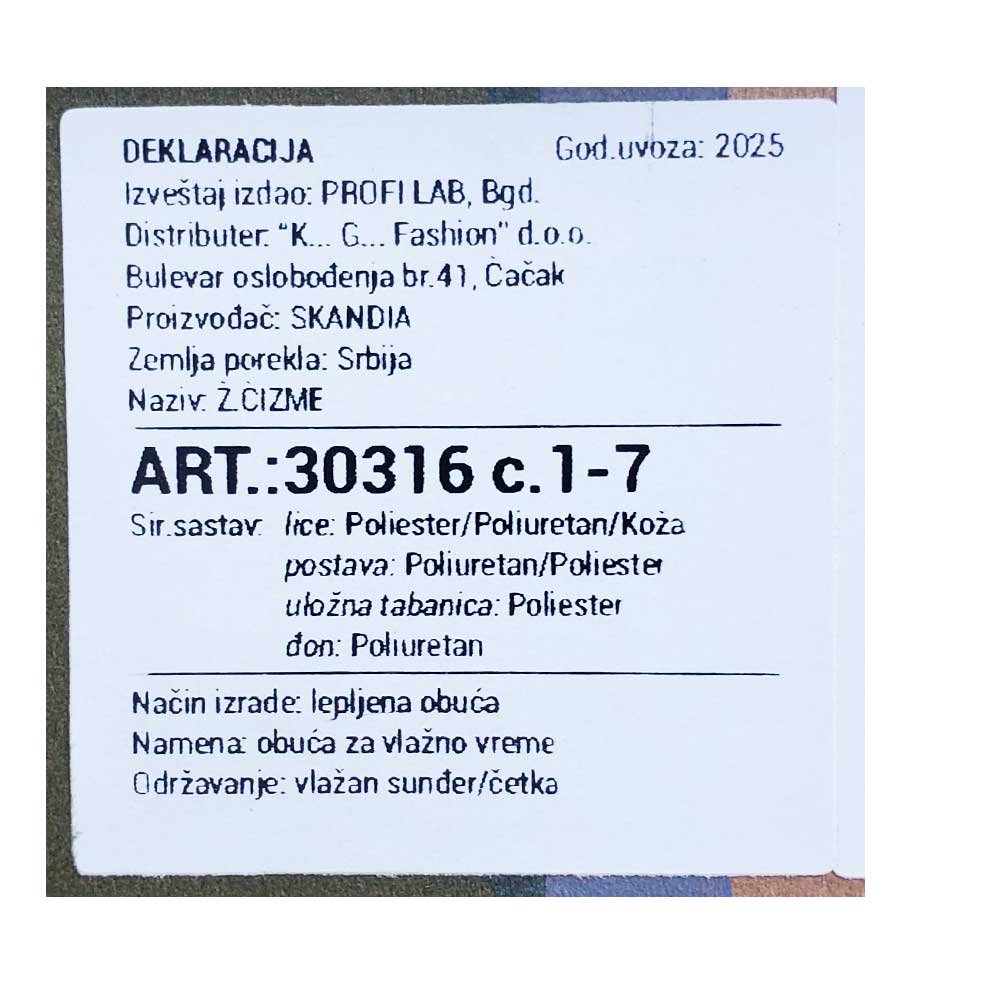 DEKLARACIJA God.uvoza: 2025
Izveštaj izdao: PROFI LAB, Bgd.
Distributer: “K... G... Fashion” d.o.o.
Bulevar oslobođenja br.41, Čačak
Proizvođač: SKANDIA
Zemlja porekla: Srbija
Naziv: Ž.ČIZME
ART.:30316 c.1-7
Sir.sastav: lice: Poliester/Poliuretan/Koža
postava: Poliuretan/Poliester
uložna tabanica: Poliester
đon: Poliuretan
Način izrade: lepljena obuća
Namena: obuća za vlažno vreme
Održavanje: vlažan sunđer/četka